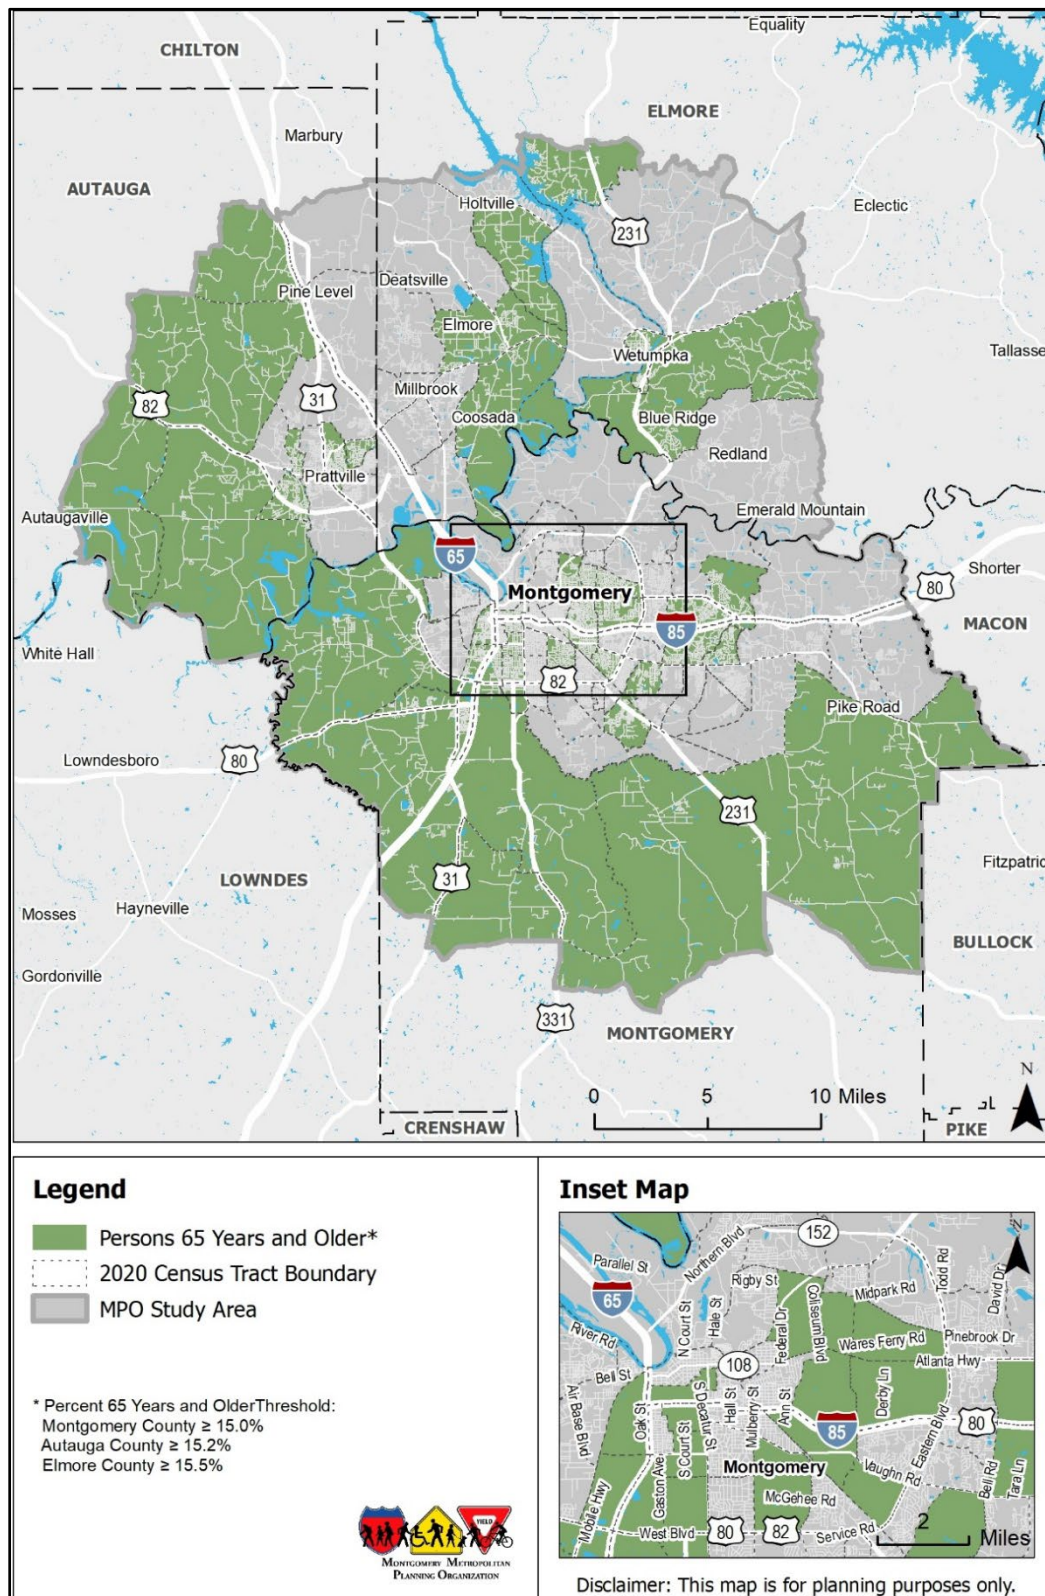 CHILTON
Equality
ELMORE
Marbury
AUTAUGA
Holtville
Eclectic
231
Deatsville
Pine Level
Elmore
Tallasse
Wetumpka
Millbrook
31
82
Coosada
Blue Ridge
Redland
Prattville
Autaugaville
Emerald Mountain
65
Shorter
80
Montgomery
MACON
85
White Hall
82
Pike Road
Lowndesboro
80
231
Fitzpatric
LOWNDES
31
Hayneville
Mosses
BULLOCK
Gordonville
331
MONTGOMERY
N
0 5 10 Miles
CRENSHAW
PIKE
Legend
Persons 65 Years and Older*
2020 Census Tract Boundary
MPO Study Area
* Percent 65 Years and OlderThreshold:
Montgomery County ≥ 15.0%
Autauga County ≥ 15.2%
Elmore County ≥ 15.5%
YIELD
MONTGOMERY METROPOLITAN
PLANNING ORGANIZATION
Inset Map
152
N
Northern Blvd
Parallel St
Todd Rd
David Dr
Rigby St
Midpark Rd
65
N Court St
Hale St
Federal Dr
Coliseum Blvd
River Rd
Wares Ferry Rd
Pinebrook Dr
Atlanta Hwy
108
Bell St
Air Base Blvd
Oak St
S Decatur St
Hall St
Mulberry St
Ann St
Derby Ln
85
80
S Court St
Eastern Blvd
Gaston Ave
Montgomery
Vaughn Rd
Bell Rd
Tara Ln
Mobile Hwy
McGehee Rd
West Blvd
80
82
Service Rd
2
Miles
Disclaimer: This map is for planning purposes only.